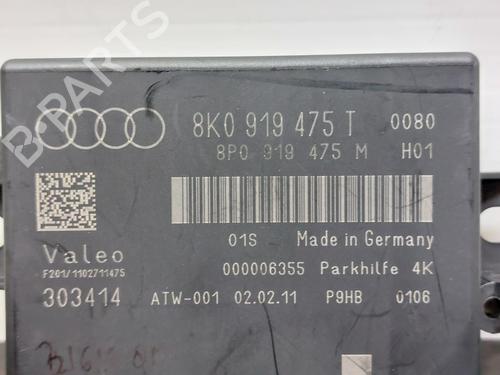 B-PARTS
8K0 919 475 T 0080
8P0 919 475 M H01
01S Made in Germany
Valeo
F201/1102711475
000006355 Parkhilfe 4K
303414 ATW-001 02.02.11 P9HB 0106